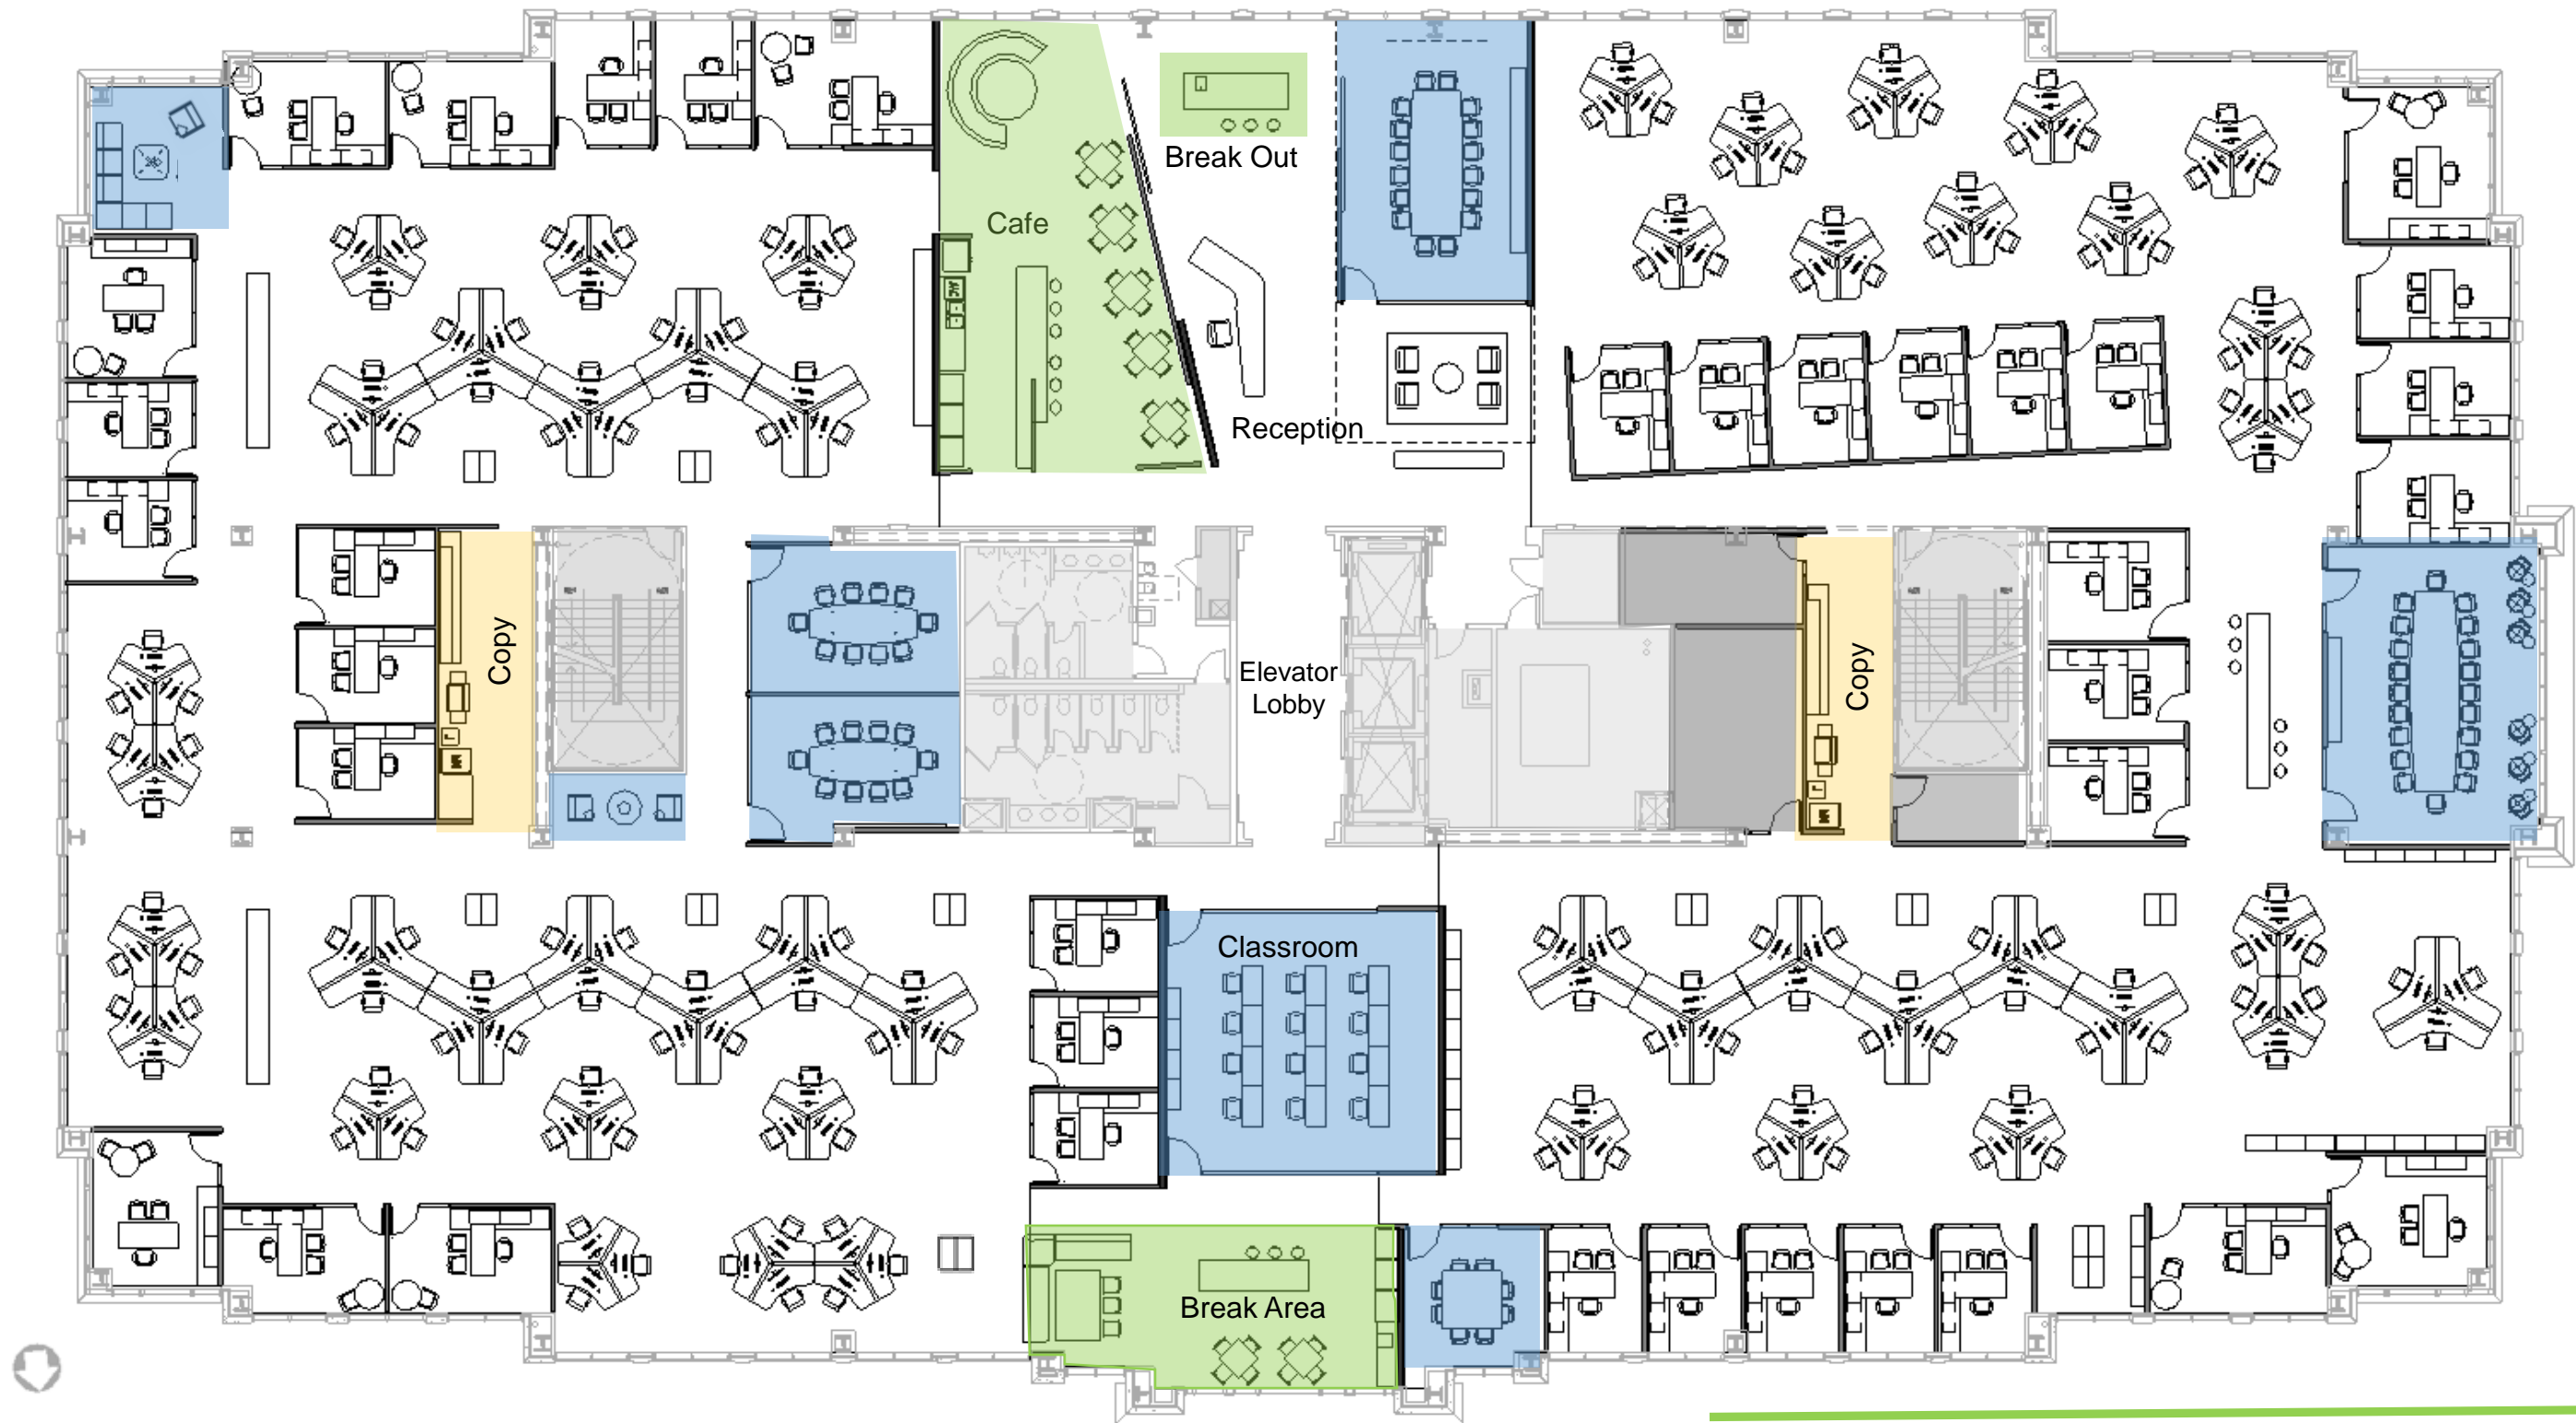 Break Out
Cafe
Reception
Copy
Elevator
Lobby
Copy
Classroom
Break Area